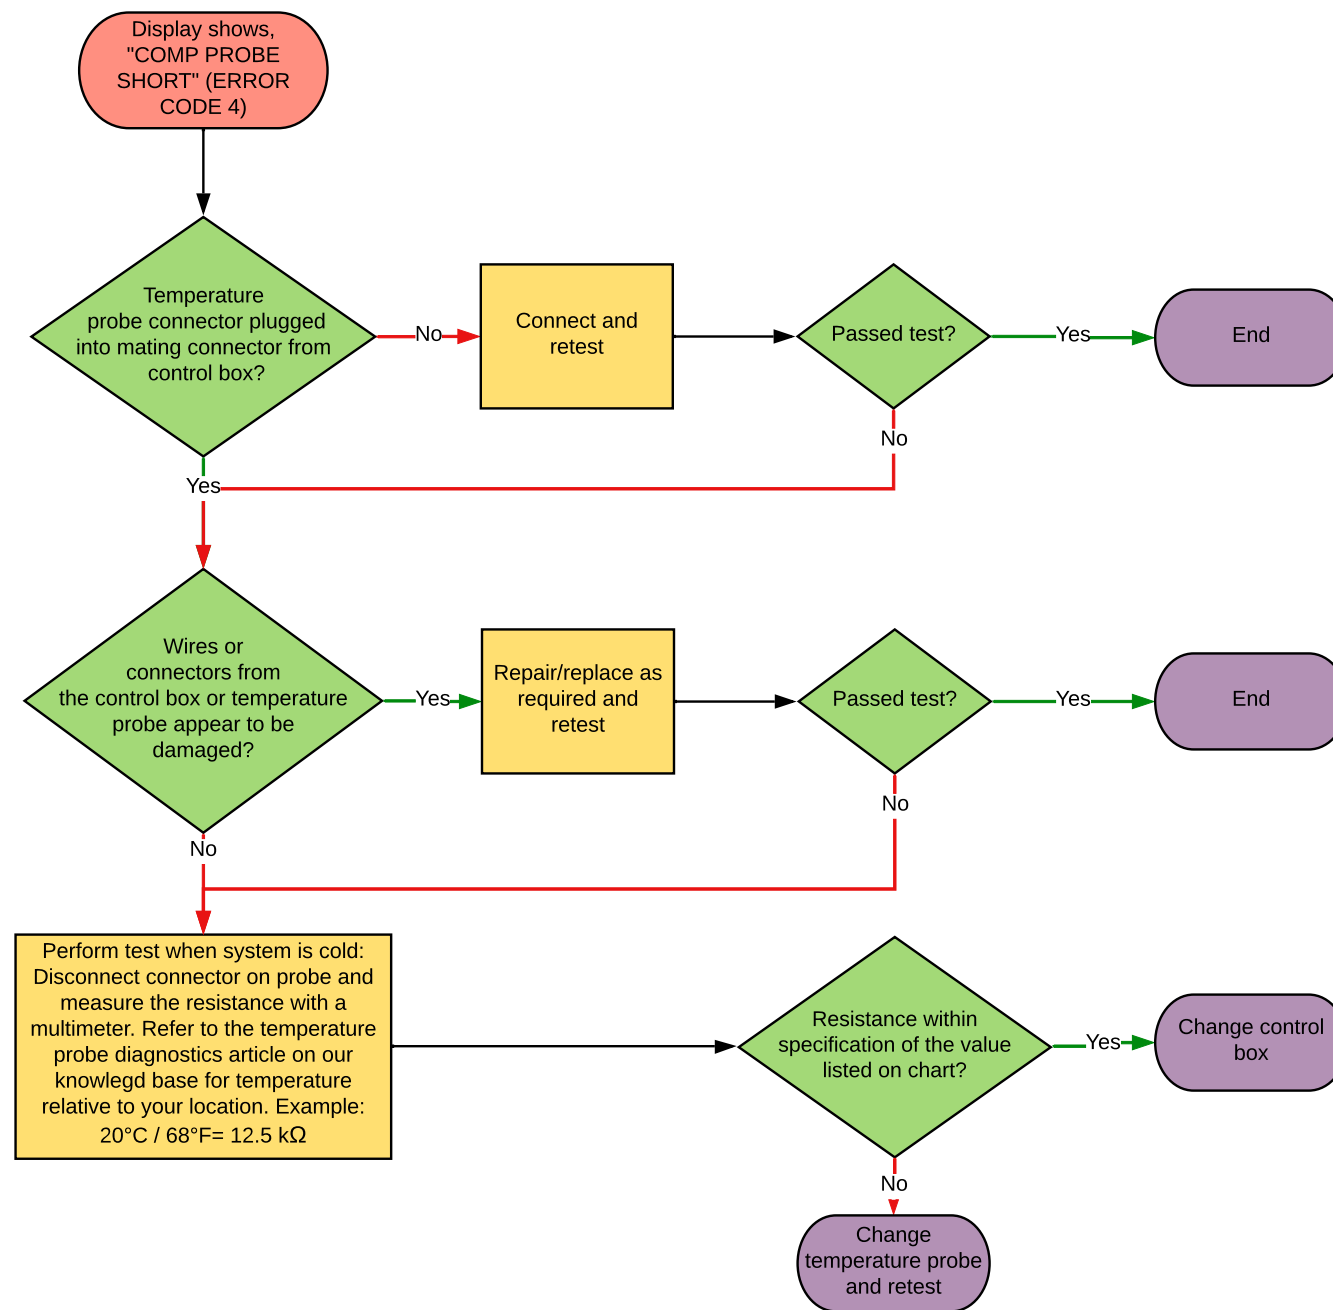 Display shows,
"COMP PROBE
SHORT" (ERROR
CODE 4)
Temperature
probe connector plugged
into mating connector from
control box?
No
Connect and
retest
Passed test?
Yes
End
No
Yes
Wires or
connectors from
the control box or temperature
probe appear to be
damaged?
Yes
Repair/replace as
required and
retest
Passed test?
Yes
End
No
No
Perform test when system is cold:
Disconnect connector on probe and
measure the resistance with a
multimeter. Refer to the temperature
probe diagnostics article on our
knowlegd base for temperature
relative to your location. Example:
20°C / 68°F= 12.5 kΩ
Resistance within
specification of the value
listed on chart?
Yes
Change control
box
No
Change
temperature probe
and retest